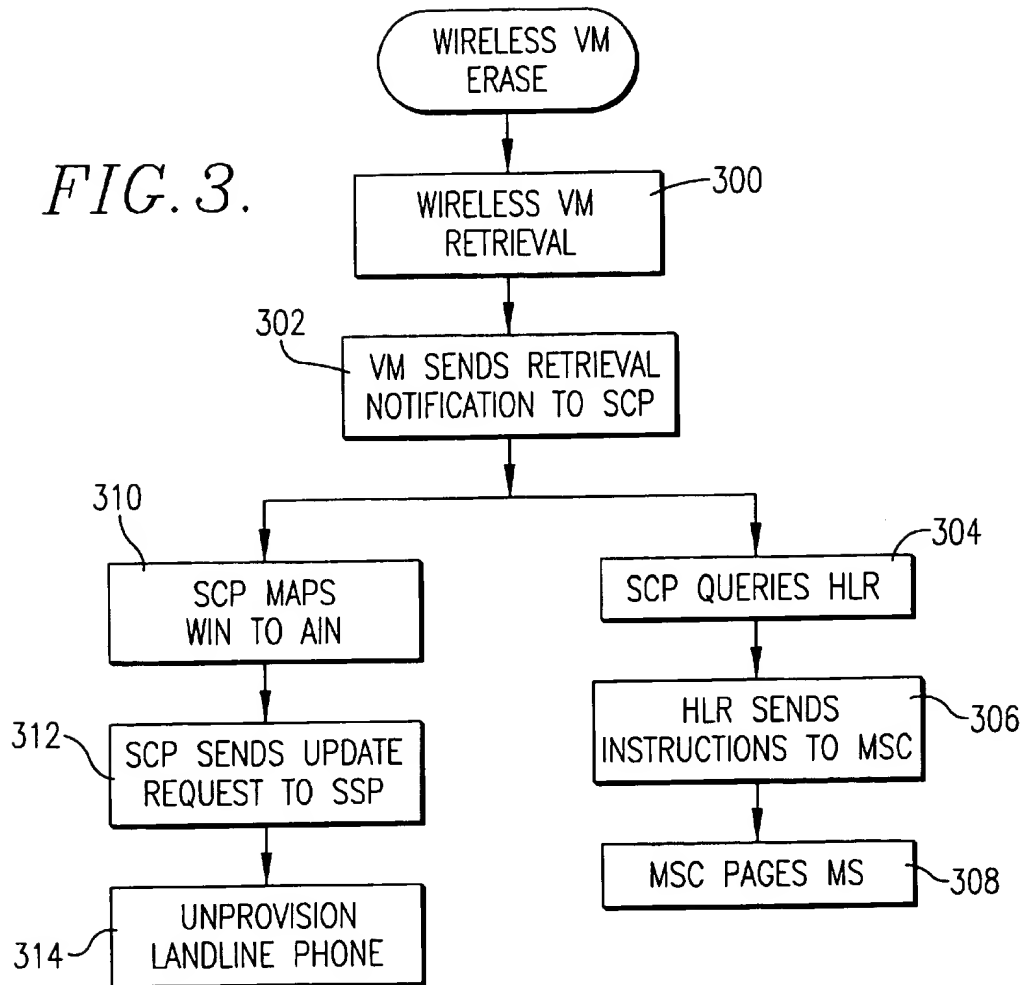 WIRELESS VM
ERASE
FIG. 3.
300
WIRELESS VM
RETRIEVAL
302
VM SENDS RETRIEVAL
NOTIFICATION TO SCP
310
SCP MAPS
WIN TO AIN
304
SCP QUERIES HLR
312
SCP SENDS UPDATE
REQUEST TO SSP
306
HLR SENDS
INSTRUCTIONS TO MSC
314
UNPROVISION
LANDLINE PHONE
308
MSC PAGES MS